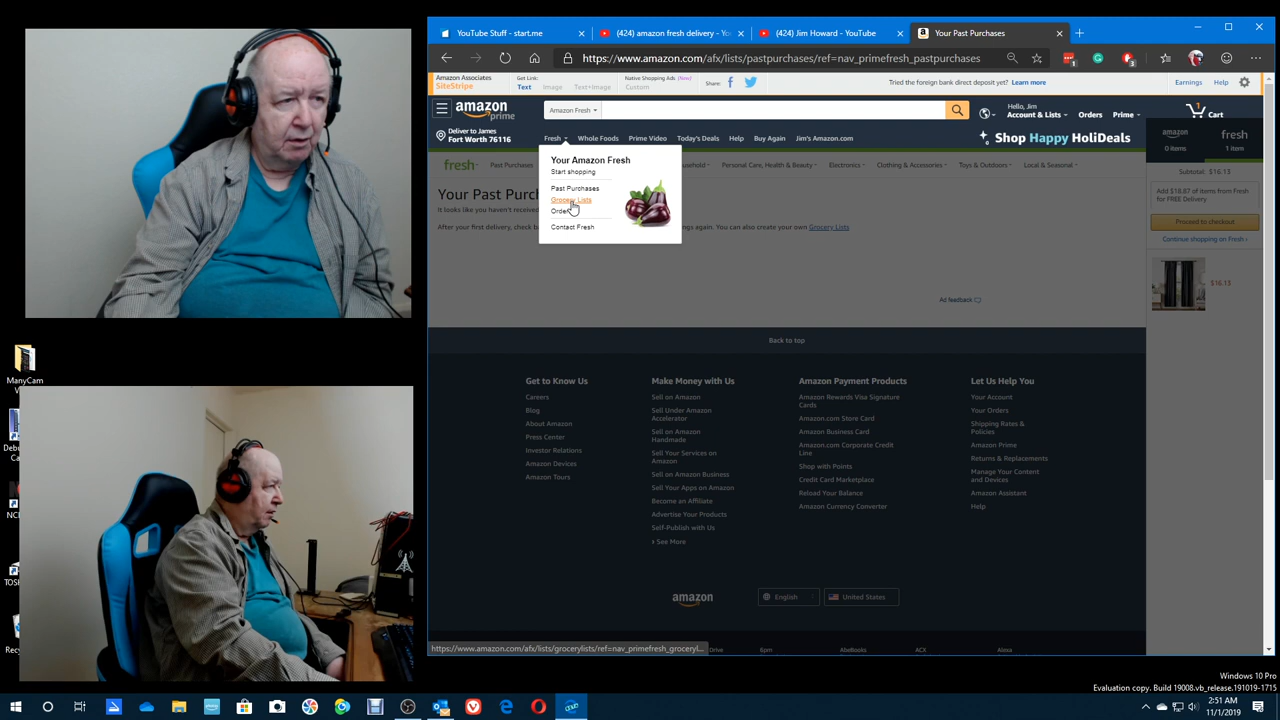 YouTube Stuff - start.me
(424) amazon fresh delivery - Yo
(424) Jim Howard - YouTube
Your Past Purchases
https://www.amazon.com/afx/lists/pastpurchases/ref=nav_primefresh_pastpurchases
Amazon Associates
SiteStripe
Get Link:
Text
Image
Text+Image
Native Shopping Ads (New)
Custom
Share:
Tried the foreign bank direct deposit yet? Learn more
Earnings
Help
amazon
prime
Amazon Fresh
Hello, Jim
Account & Lists
Orders
Prime
1
Cart
Deliver to James
Fort Worth 76116
Fresh
Whole Foods
Prime Video
Today's Deals
Help
Buy Again
Jim's Amazon.com
Shop Happy HoliDeals
amazon
0 items
fresh
1 item
fresh
Past Purchases
Your Amazon Fresh
Start shopping
Past Purchases
Grocery Lists
Contact Fresh
Personal Care, Health & Beauty
Electronics
Clothing & Accessories
Toys & Outdoors
Local & Seasonal
Your Past
It looks like you haven't received
After your first delivery, check
again. You can also create your own Grocery Lists.
Subtotal: $16.13
Add $18.87 of items from Fresh
for FREE Delivery
Proceed to checkout
Continue shopping on Fresh ›
$16.13
Ad feedback
Back to top
Get to Know Us
Careers
Blog
About Amazon
Press Center
Investor Relations
Amazon Devices
Amazon Tours
Make Money with Us
Sell on Amazon
Sell Under Amazon
Accelerator
Sell on Amazon
Handmade
Sell Your Services on
Amazon
Sell on Amazon Business
Sell Your Apps on Amazon
Become an Affiliate
Advertise Your Products
Self-Publish with Us
› See More
Amazon Payment Products
Amazon Rewards Visa Signature
Cards
Amazon.com Store Card
Amazon Business Card
Amazon.com Corporate Credit
Line
Shop with Points
Credit Card Marketplace
Reload Your Balance
Amazon Currency Converter
Let Us Help You
Your Account
Your Orders
Shipping Rates &
Policies
Amazon Prime
Returns & Replacements
Manage Your Content
and Devices
Amazon Assistant
Help
amazon
English
United States
https://www.amazon.com/afx/lists/grocerylists/ref=nav_primefresh_groceryl...
Drive
AbeBooks
ACX
Alexa
ManyCam
Windows 10 Pro
Evaluation copy. Build 19008.vb_release.191019-1715
2:51 AM
11/1/2019